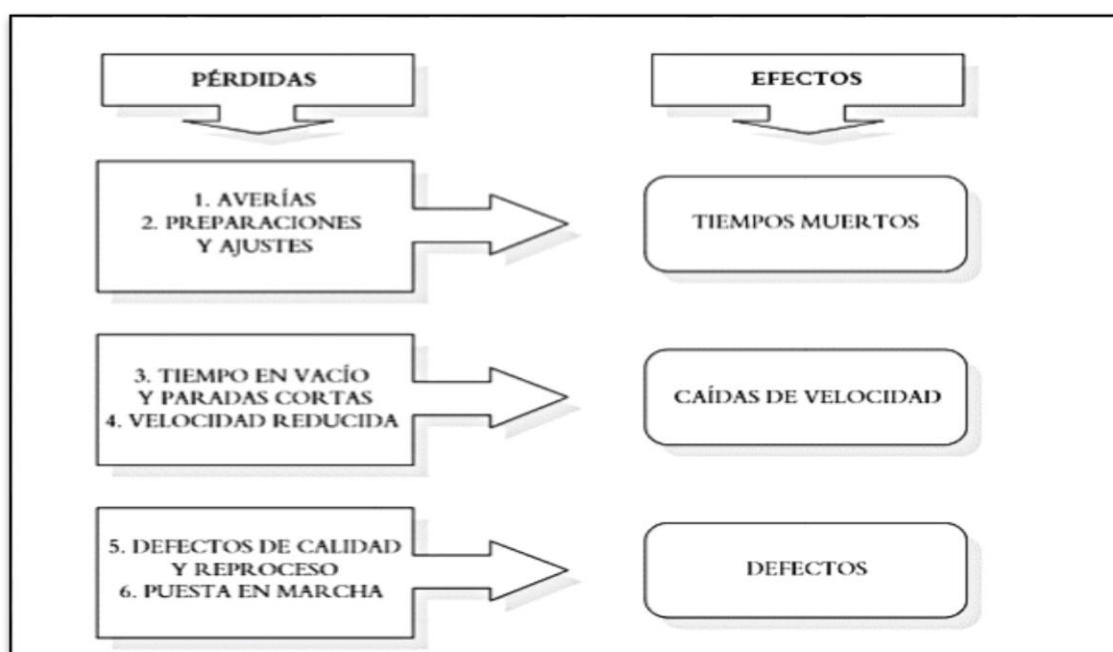 PÉRDIDAS
EFECTOS
1. AVERÍAS
2. PREPARACIONES
Y AJUSTES
TIEMPOS MUERTOS
3. TIEMPO EN VACÍO
Y PARADAS CORTAS
4. VELOCIDAD REDUCIDA
CAÍDAS DE VELOCIDAD
5. DEFECTOS DE CALIDAD
Y REPROCESO
6. PUESTA EN MARCHA
DEFECTOS